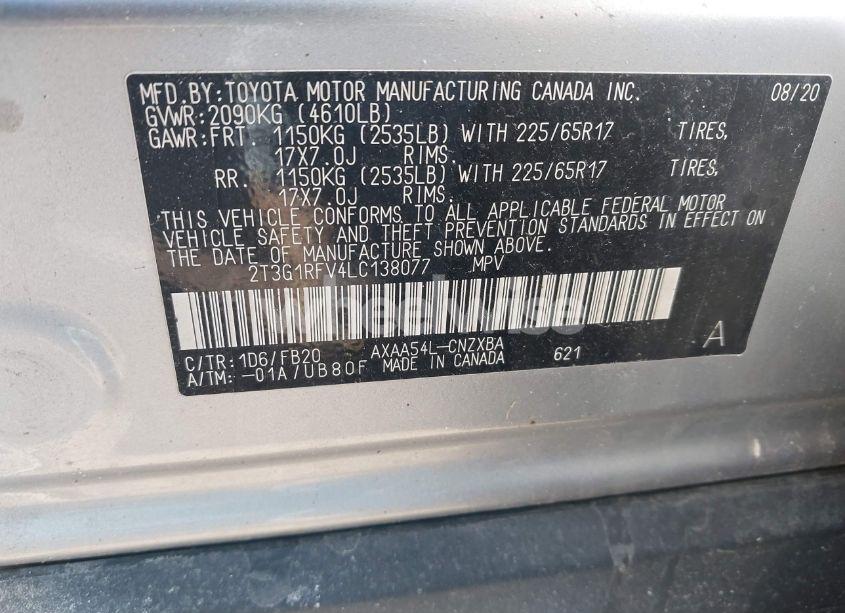 MFD.BY:TOYOTA MOTOR MANUFACTURING CANADA INC. 08/20
GVWR:2090KG (4610LB)
GAWR:FRT. 1150KG (2535LB) WITH 225/65R17 TIRES,
17X7.0J RIMS.
RR. 1150KG (2535LB) WITH 225/65R17 TIRES,
17X7.0J RIMS.
THIS VEHICLE CONFORMS TO ALL APPLICABLE FEDERAL MOTOR
VEHICLE SAFETY AND THEFT PREVENTION STANDARDS IN EFFECT ON
THE DATE OF MANUFACTURE SHOWN ABOVE.
2T3G1RFV4LC138077 MPV
wheelwise
C/TR:1D6/FB20 AXAA54L-CNZXBA A
A/TM:-01A/UB80F MADE IN CANADA 621